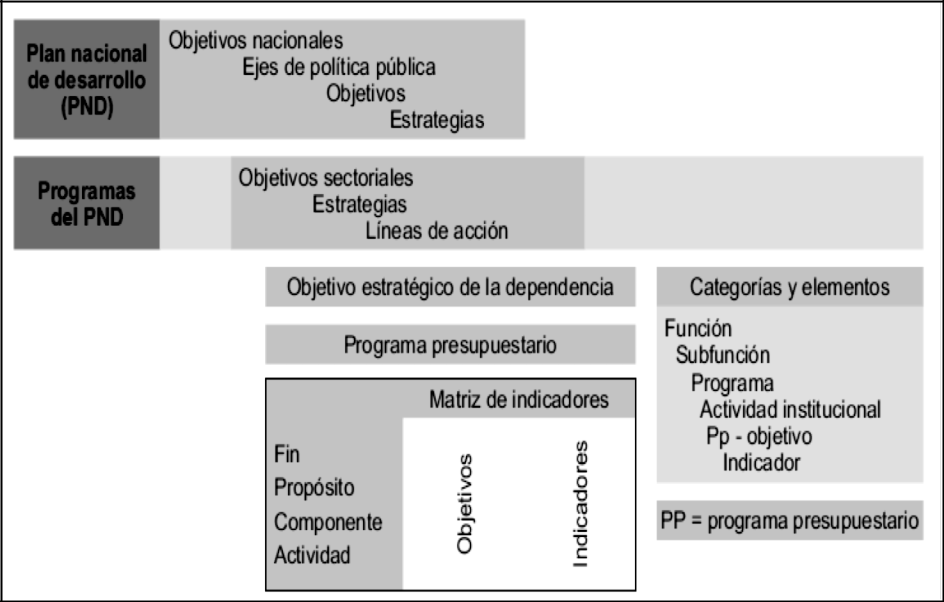 Plan nacional
de desarrollo
(PND)
Objetivos nacionales
Ejes de política pública
Objetivos
Estrategias
Programas
del PND
Objetivos sectoriales
Estrategias
Líneas de acción
Objetivo estratégico de la dependencia
Programa presupuestario
Matriz de indicadores
Fin
Propósito
Componente
Actividad
Objetivos
Indicadores
Categorías y elementos
Función
Subfunción
Programa
Actividad institucional
Pp - objetivo
Indicador
PP = programa presupuestario